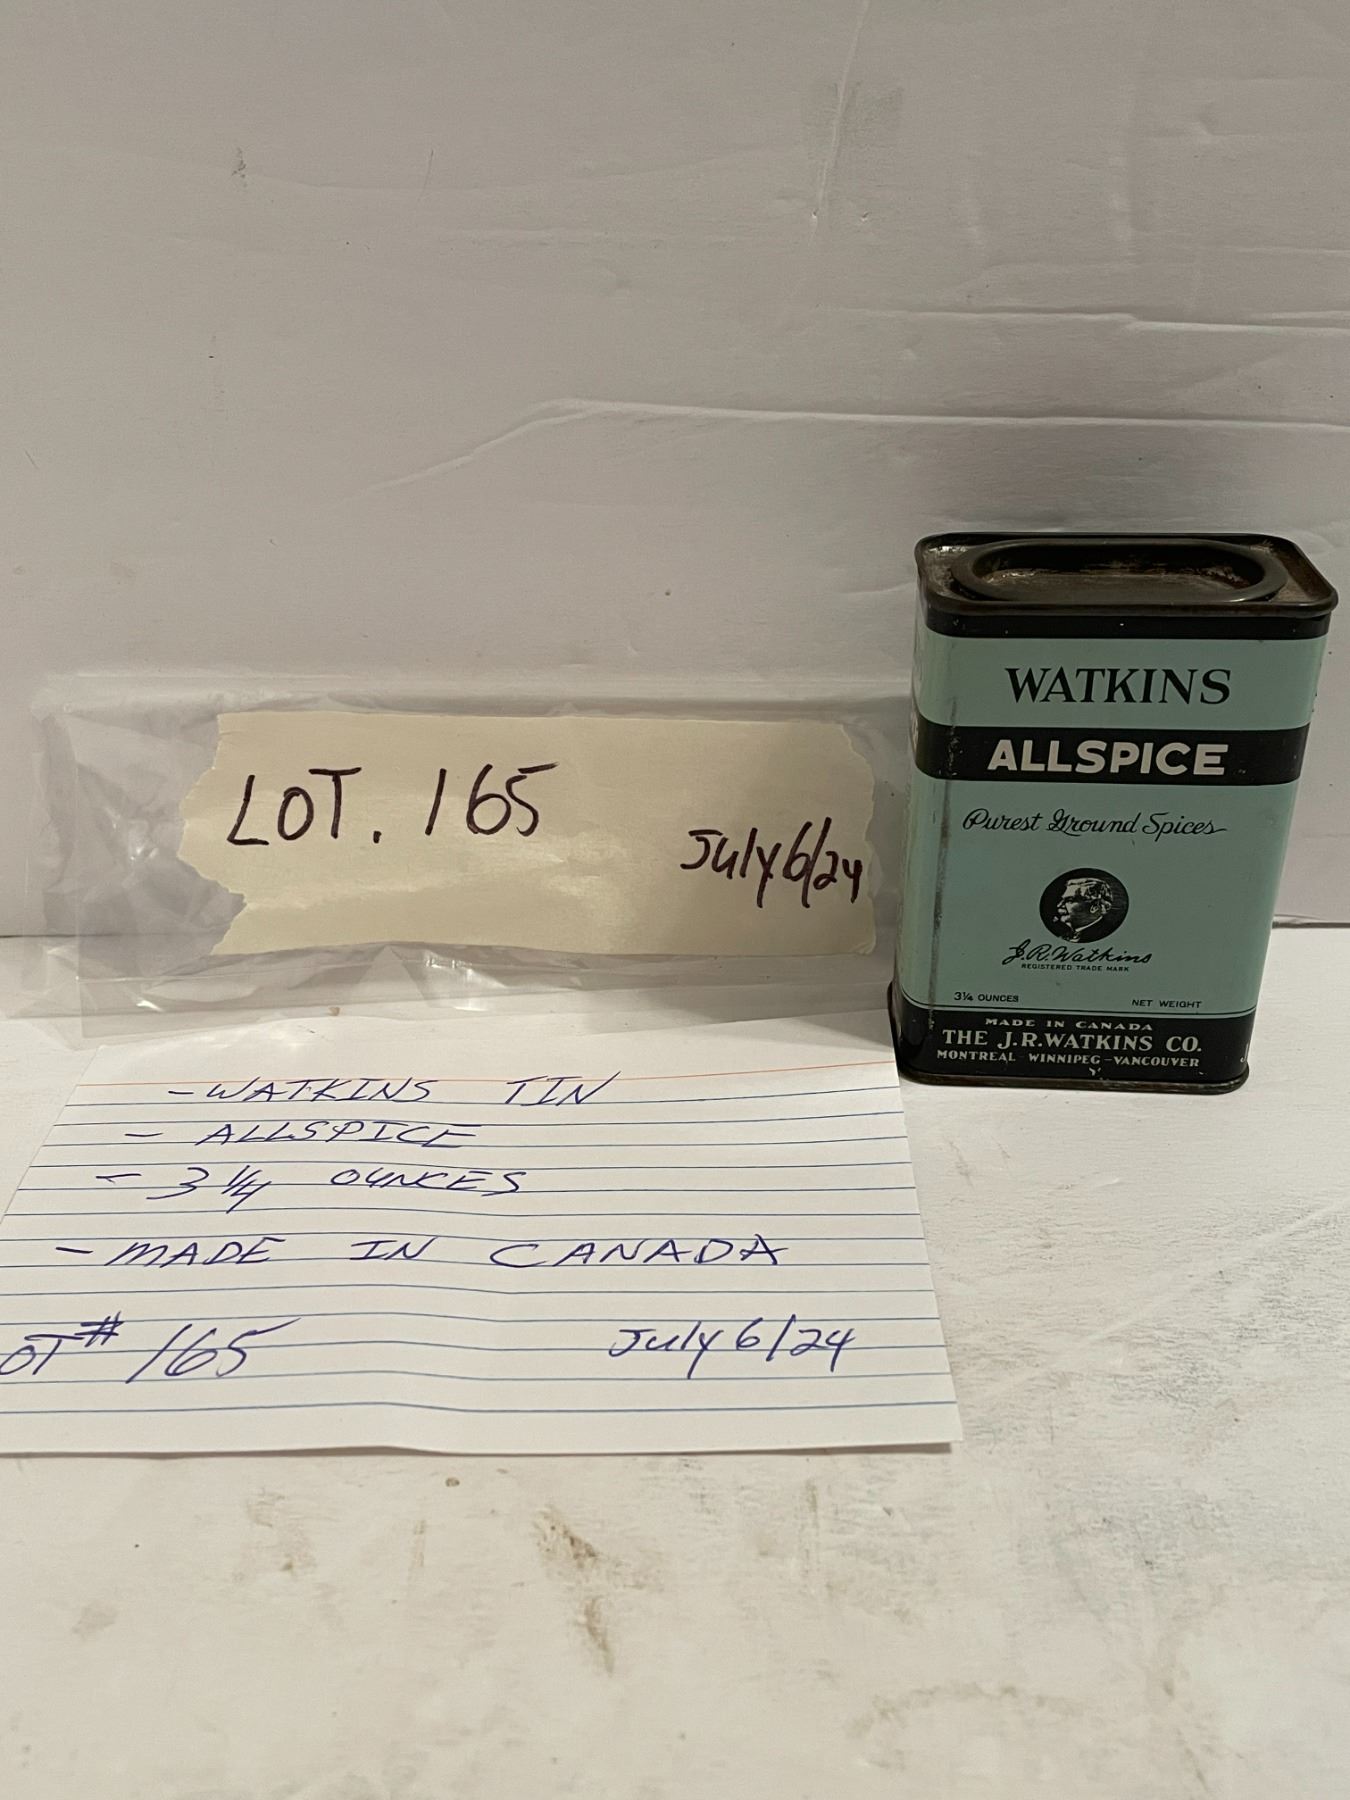 LOT. 165
July 6/24
WATKINS
ALLSPICE
Purest Ground Spices
J.R. Watkins
REGISTERED TRADE MARK
3¼ OUNCES NET WEIGHT
MADE IN CANADA
THE J.R.WATKINS CO.
MONTREAL-WINNIPEG-VANCOUVER
- WATKINS TIN
- ALLSPICE
- 3 1/4 OUNCES
- MADE IN CANADA
OT # 165 July 6/24